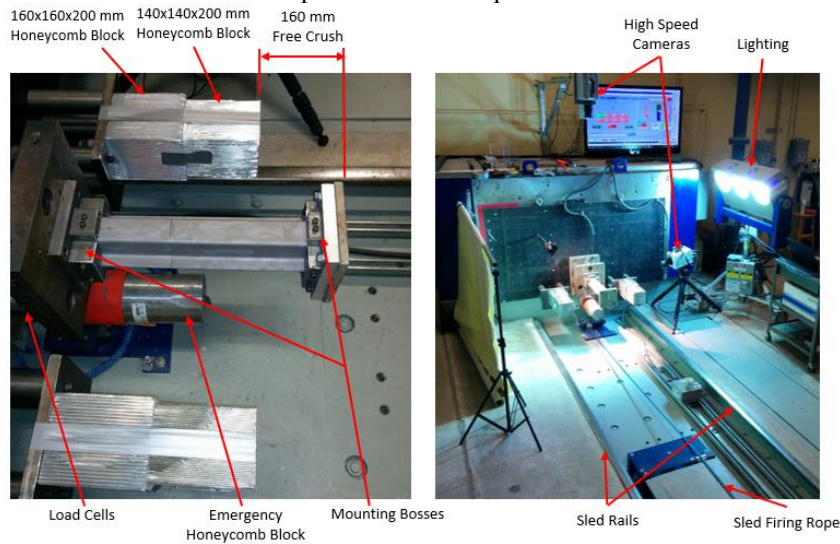 160x160x200 mm
Honeycomb Block
140x140x200 mm
Honeycomb Block
160 mm
Free Crush
High Speed
Cameras
Lighting
Load Cells
Emergency
Honeycomb Block
Mounting Bosses
Sled Rails
Sled Firing Rope